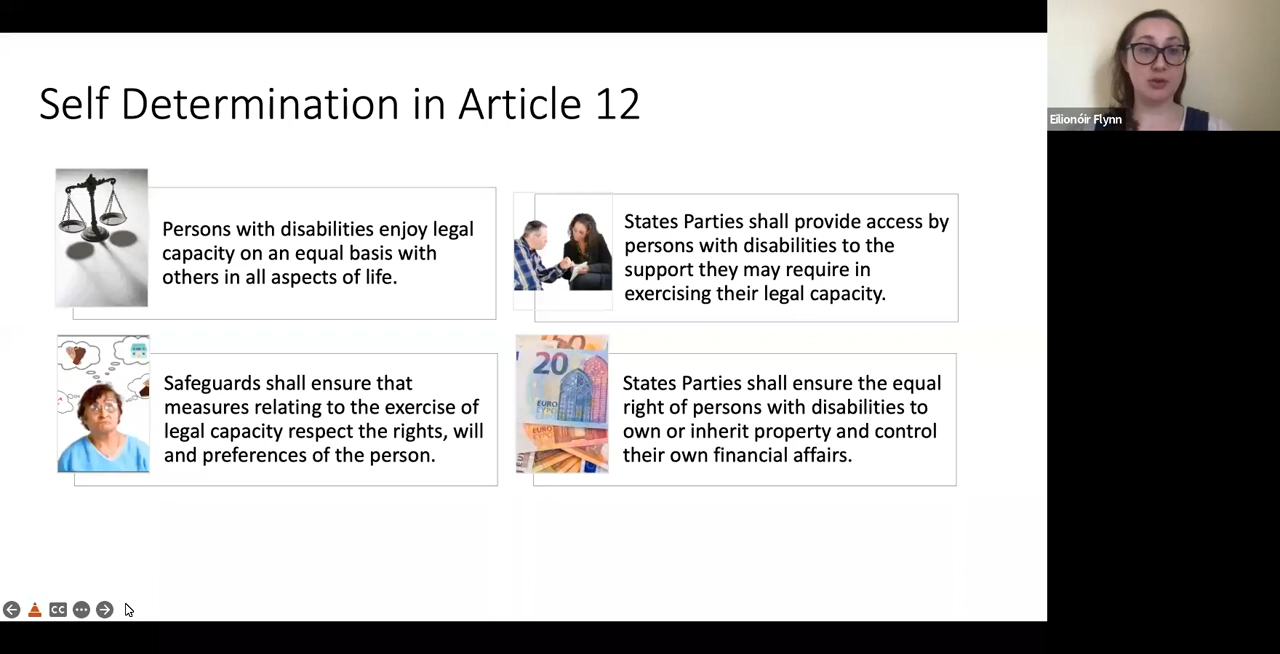 Self Determination in Article 12
Eilionóir Flynn
Persons with disabilities enjoy legal
capacity on an equal basis with
others in all aspects of life.
States Parties shall provide access by
persons with disabilities to the
support they may require in
exercising their legal capacity.
Safeguards shall ensure that
measures relating to the exercise of
legal capacity respect the rights, will
and preferences of the person.
20
EURO
EURO
States Parties shall ensure the equal
right of persons with disabilities to
own or inherit property and control
their own financial affairs.
CC